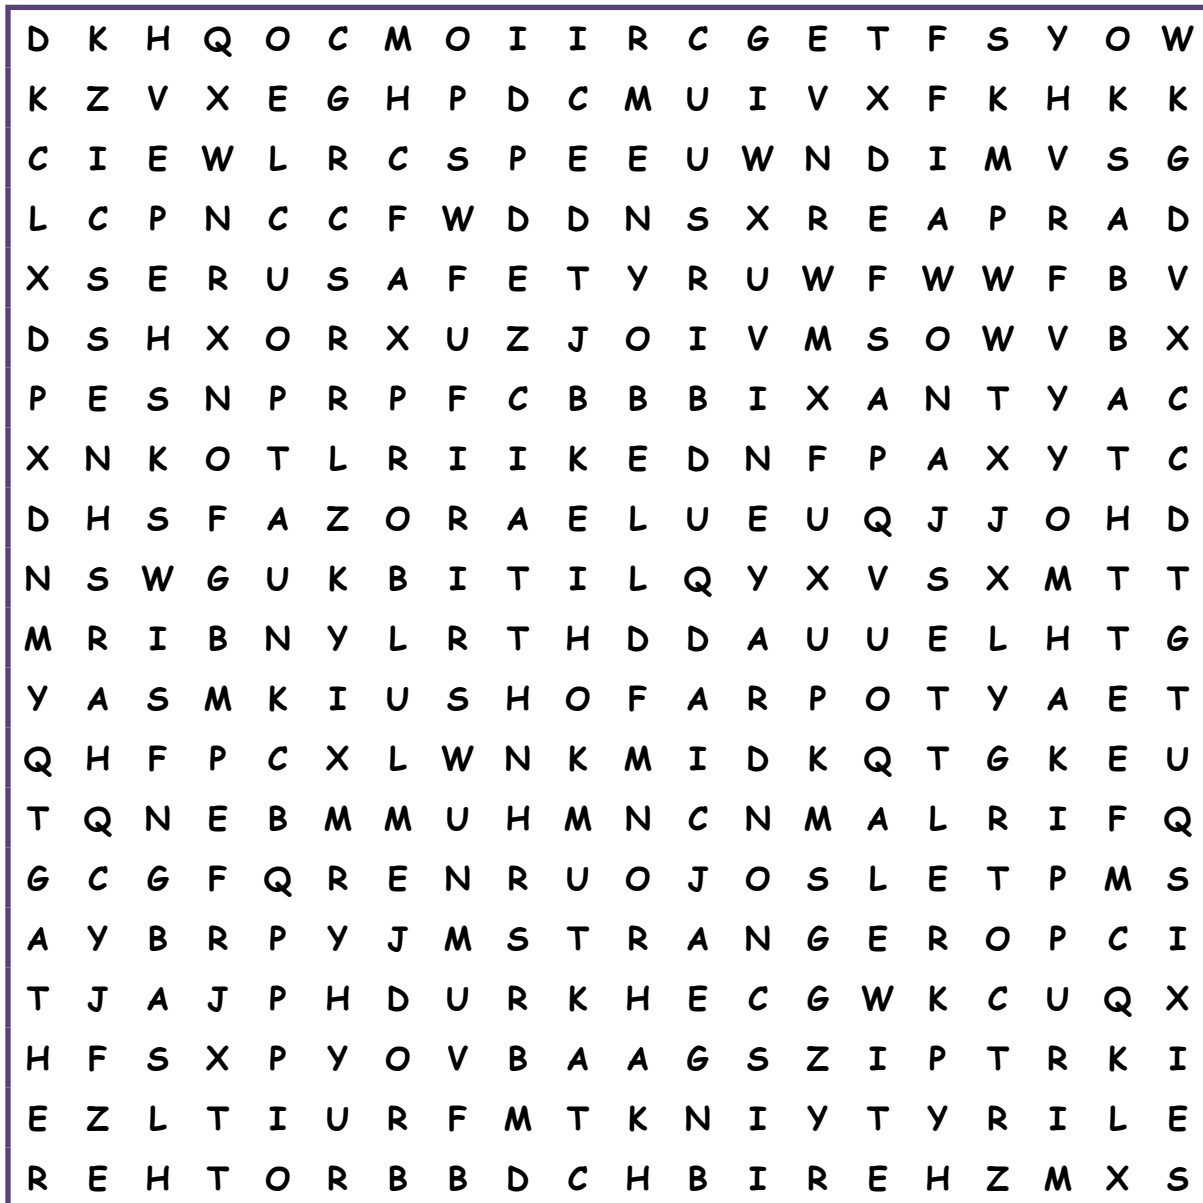 D K H Q O C M O I I R C G E T F S Y O W
K Z V X E G H P D C M U I V X F K H K K
C I E W L R C S P E E U W N D I M V S G
L C P N C C F W D D N S X R E A P R A D
X S E R U S A F E T Y R U W F W W F B V
D S H X O R X U Z J O I V M S O W V B X
P E S N P R P F C B B B I X A N T Y A C
X N K O T L R I I K E D N F P A X Y T C
D H S F A Z O R A E L U E U Q J J O H D
N S W G U K B I T I L Q Y X V S X M T T
M R I B N Y L R T H D D A U U E L H T G
Y A S M K I U S H O F A R P O T Y A E T
Q H F P C X L W N K M I D K Q T G K E U
T Q N E B M M U H M N C N M A L R I F Q
G C G F Q R E N R U O J O S L E T P M S
A Y B R P Y J M S T R A N G E R O P C I
T J A J P H D U R K H E C G W K C U Q X
H F S X P Y O V B A A G S Z I P T R K I
E Z L T I U R F M T K N I Y T Y R I L E
R E H T O R B B D C H B I R E H Z M X S